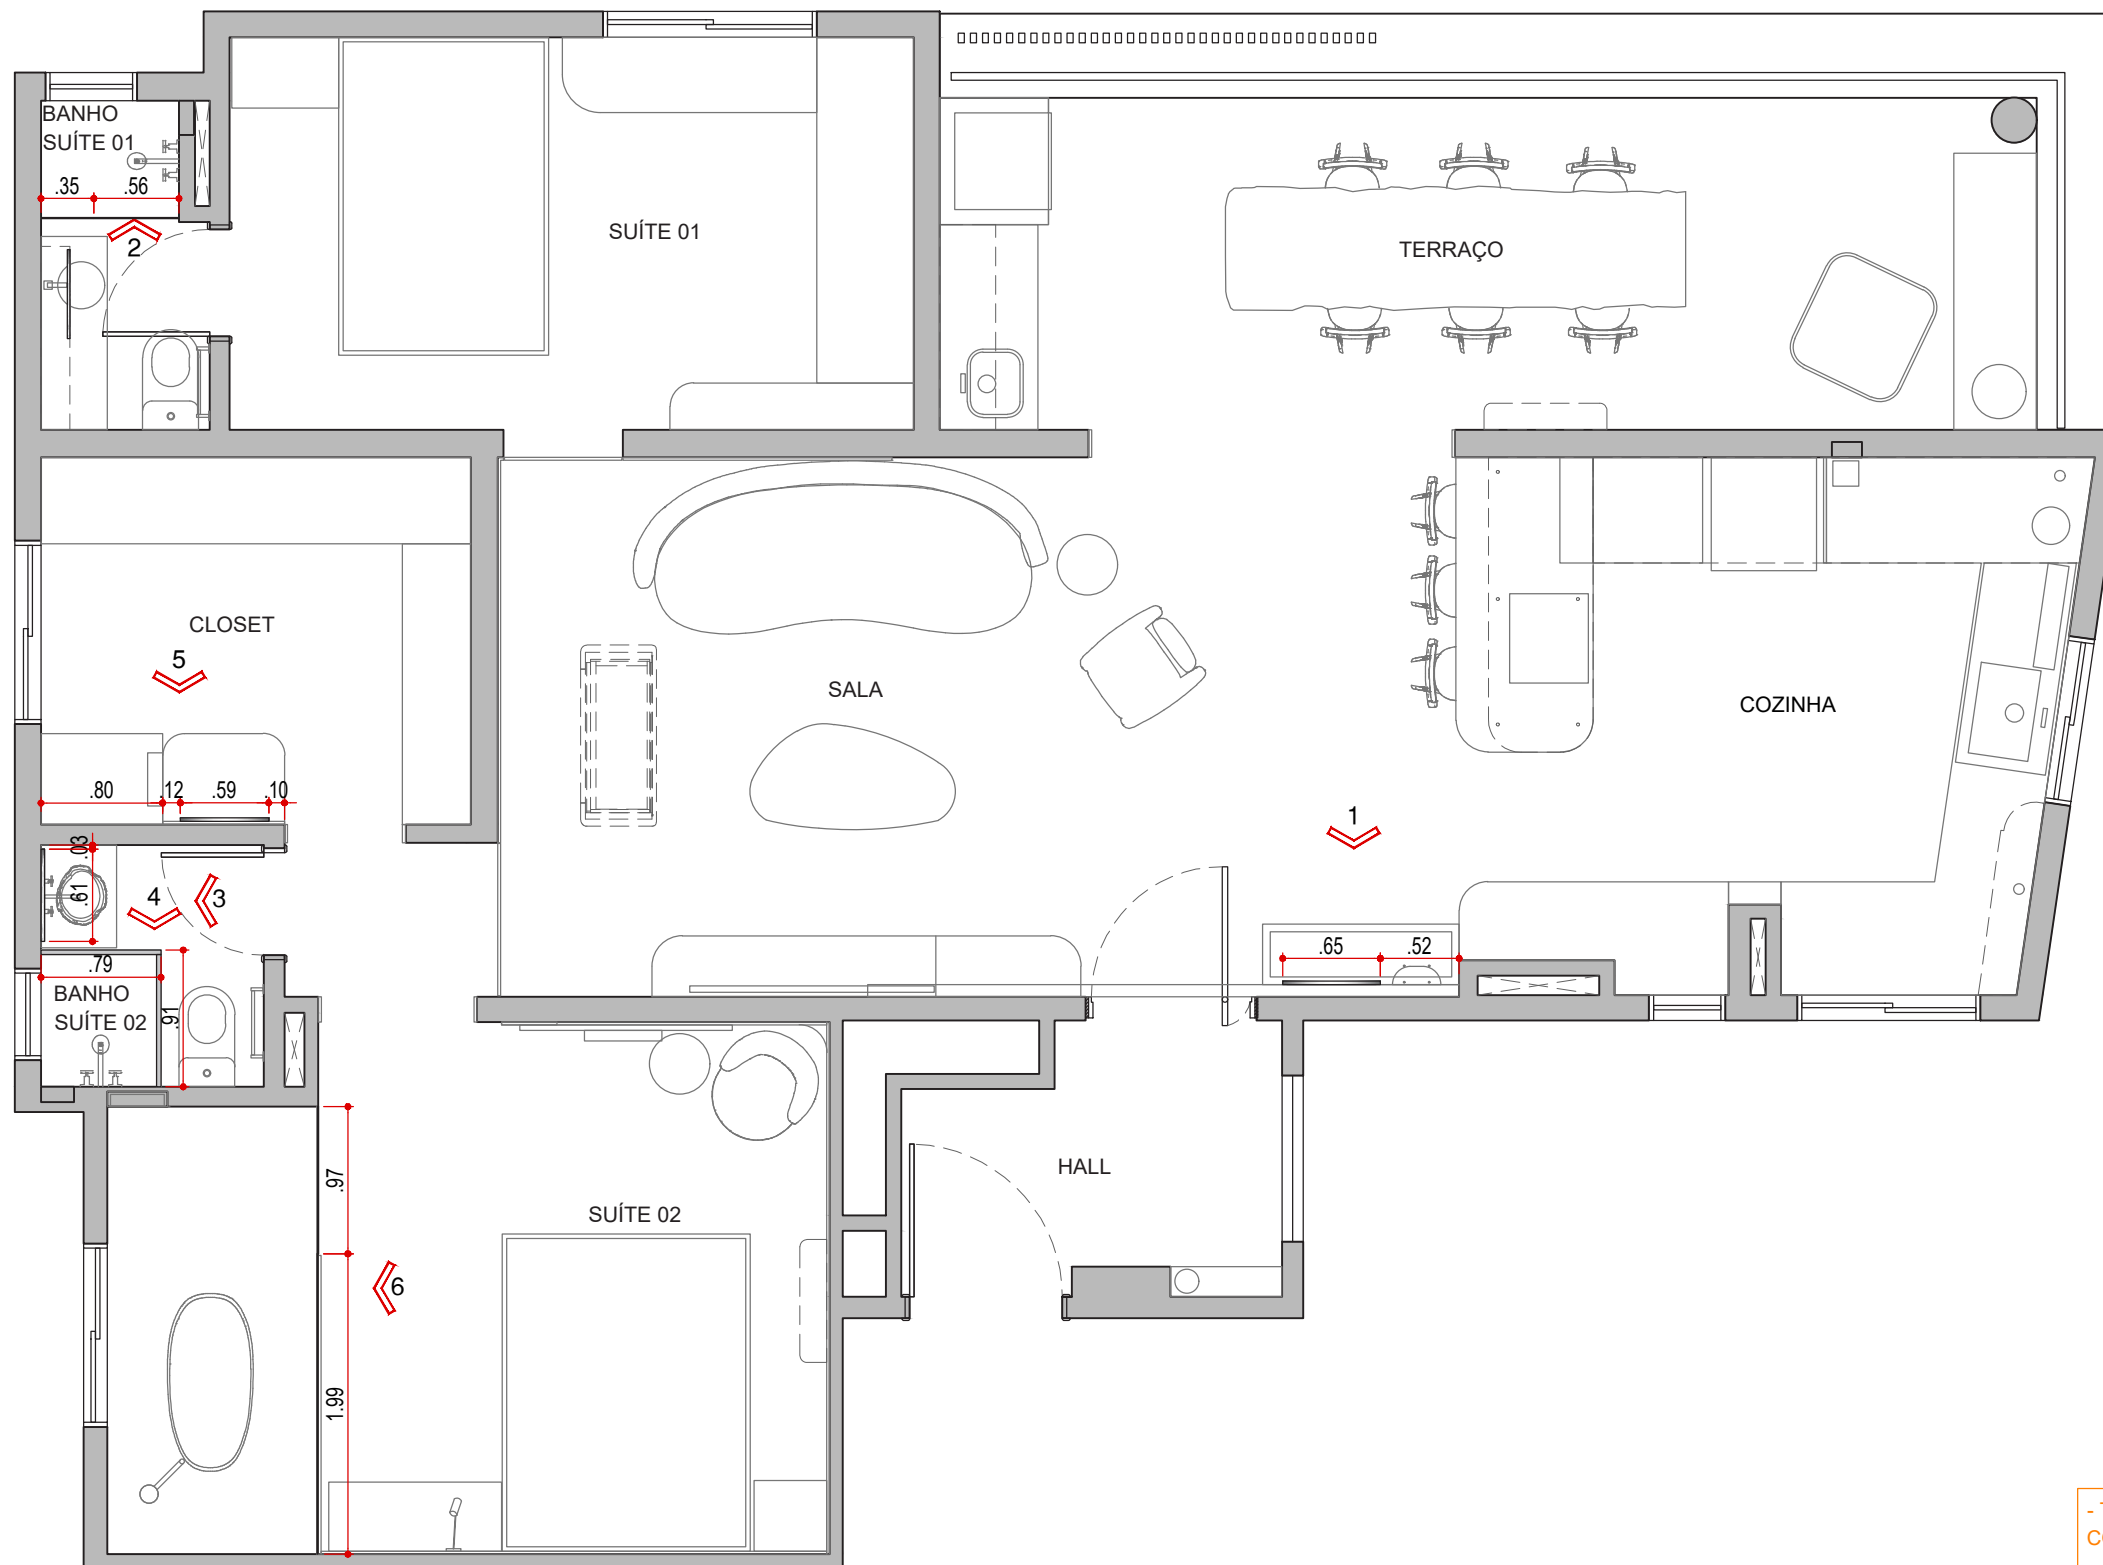 BANHO
SUÍTE 01
.35
.56
2
SUÍTE 01
TERRAÇO
CLOSET
5
.80
.12
.59
.10
SALA
COZINHA
1
.03
.61
4
3
.65
.52
.79
BANHO
SUÍTE 02
.91
.97
HALL
SUÍTE 02
6
1.99